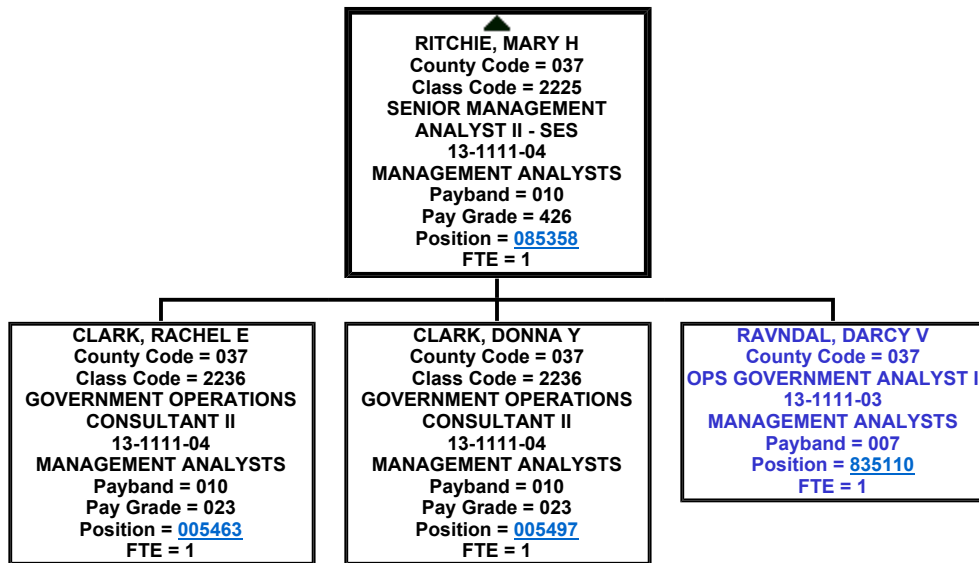 RITCHIE, MARY H
County Code = 037
Class Code = 2225
SENIOR MANAGEMENT
ANALYST II - SES
13-1111-04
MANAGEMENT ANALYSTS
Payband = 010
Pay Grade = 426
Position = 085358
FTE = 1
CLARK, RACHEL E
County Code = 037
Class Code = 2236
GOVERNMENT OPERATIONS
CONSULTANT II
13-1111-04
MANAGEMENT ANALYSTS
Payband = 010
Pay Grade = 023
Position = 005463
FTE = 1
CLARK, DONNA Y
County Code = 037
Class Code = 2236
GOVERNMENT OPERATIONS
CONSULTANT II
13-1111-04
MANAGEMENT ANALYSTS
Payband = 010
Pay Grade = 023
Position = 005497
FTE = 1
RAVNDAL, DARCY V
County Code = 037
OPS GOVERNMENT ANALYST I
13-1111-03
MANAGEMENT ANALYSTS
Payband = 007
Position = 835110
FTE = 1